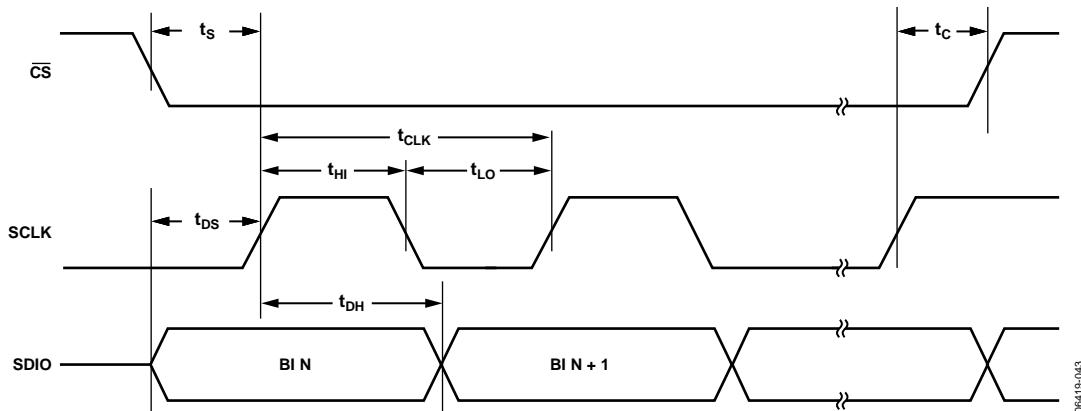 tS
tC
CS
tCLK
tHI
tLO
tDS
SCLK
tDH
SDIO
BI N
BI N + 1
06419-043